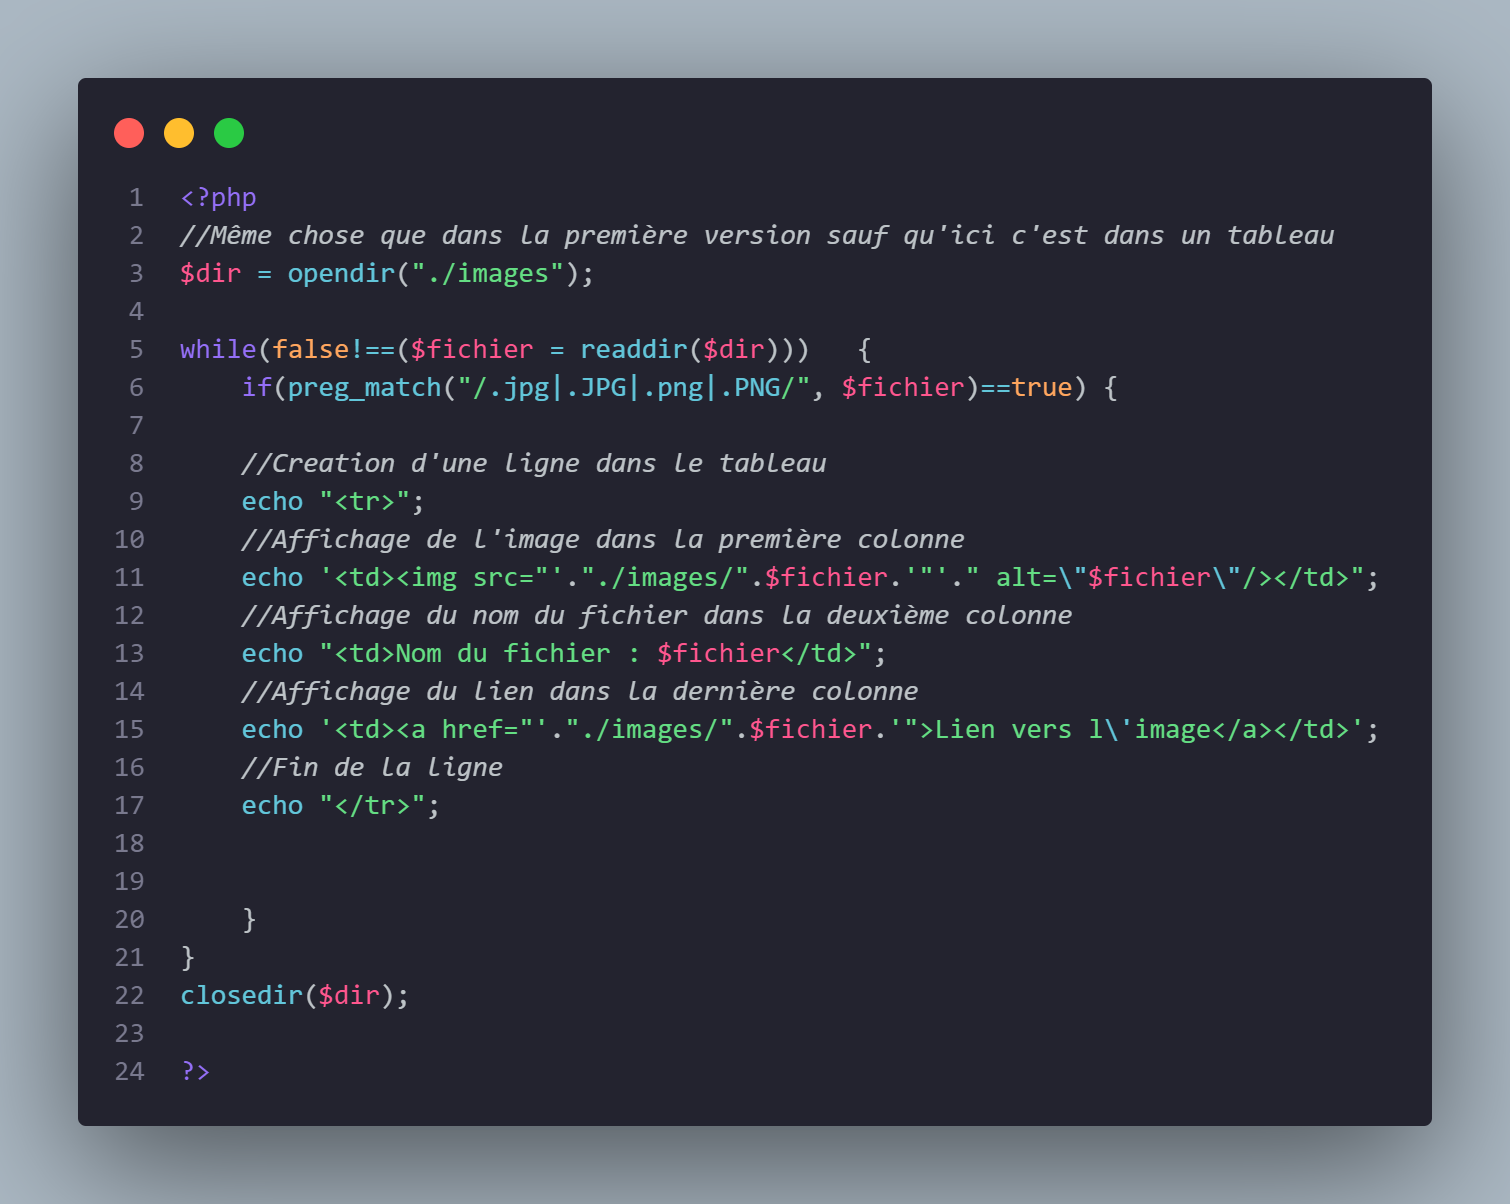 1 <?php
2 //Même chose que dans la première version sauf qu'ici c'est dans un tableau
3 $dir = opendir("./images");
4
5 while(false!==($fichier = readdir($dir)))   {
6     if(preg_match("/.jpg|.JPG|.png|.PNG/", $fichier)==true) {
7
8     //Creation d'une ligne dans le tableau
9     echo "<tr>";
10     //Affichage de l'image dans la première colonne
11     echo '<td><img src="'."./images/".$fichier.'"'." alt=\"$fichier\"/></td>";
12     //Affichage du nom du fichier dans la deuxième colonne
13     echo "<td>Nom du fichier : $fichier</td>";
14     //Affichage du lien dans la dernière colonne
15     echo '<td><a href="'."./images/".$fichier.'">Lien vers l\'image</a></td>';
16     //Fin de la ligne
17     echo "</tr>";
18
19
20     }
21 }
22 closedir($dir);
23
24 ?>